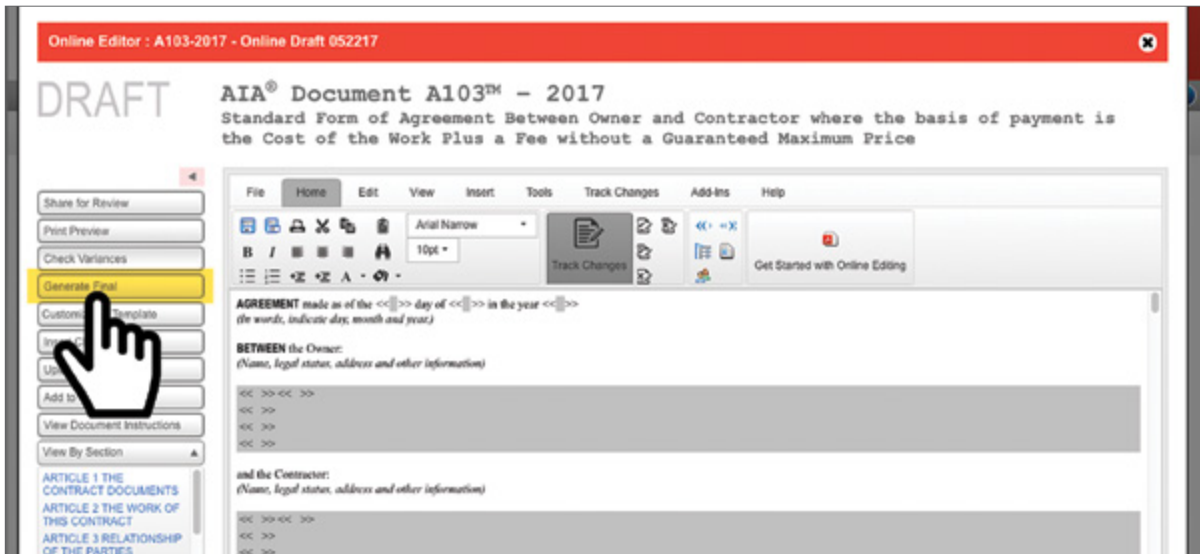 Online Editor : A103-2017 - Online Draft 052217
DRAFT
AIA® Document A103™ – 2017
Standard Form of Agreement Between Owner and Contractor where the basis of payment is
the Cost of the Work Plus a Fee without a Guaranteed Maximum Price
Share for Review
Print Preview
Check Variances
Generate Final
Template
Add to
View Document Instructions
View By Section
ARTICLE 1 THE
CONTRACT DOCUMENTS
ARTICLE 2 THE WORK OF
THIS CONTRACT
ARTICLE 3 RELATIONSHIP
OF THE PARTIES
File Home Edit View Insert Tools Track Changes Add-Ins Help
Arial Narrow
B I 10pt
Track Changes
Get Started with Online Editing
AGREEMENT made as of the << >> day of << >> in the year << >>
(In words, indicate day, month and year.)
BETWEEN the Owner:
(Name, legal status, address and other information)
<< >><< >>
<< >>
<< >>
<< >>
and the Contractor:
(Name, legal status, address and other information)
<< >><< >>
<< >>
<< >>